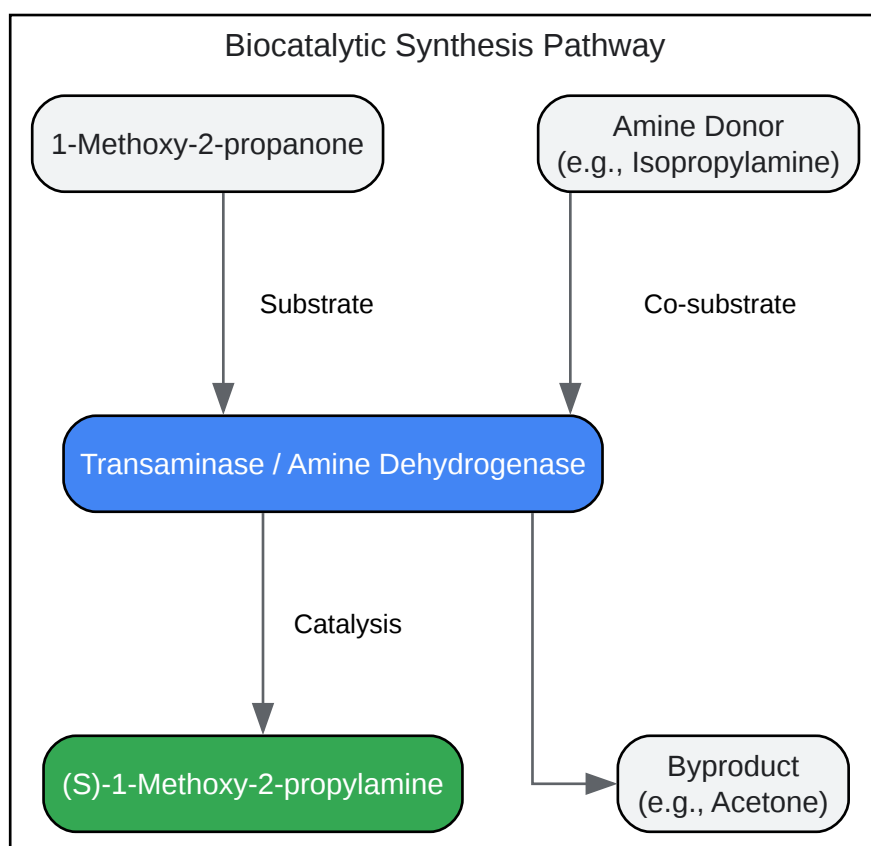 Biocatalytic Synthesis Pathway
1-Methoxy-2-propanone
Amine Donor
(e.g., Isopropylamine)
Substrate
Co-substrate
Transaminase / Amine Dehydrogenase
Catalysis
(S)-1-Methoxy-2-propylamine
Byproduct
(e.g., Acetone)